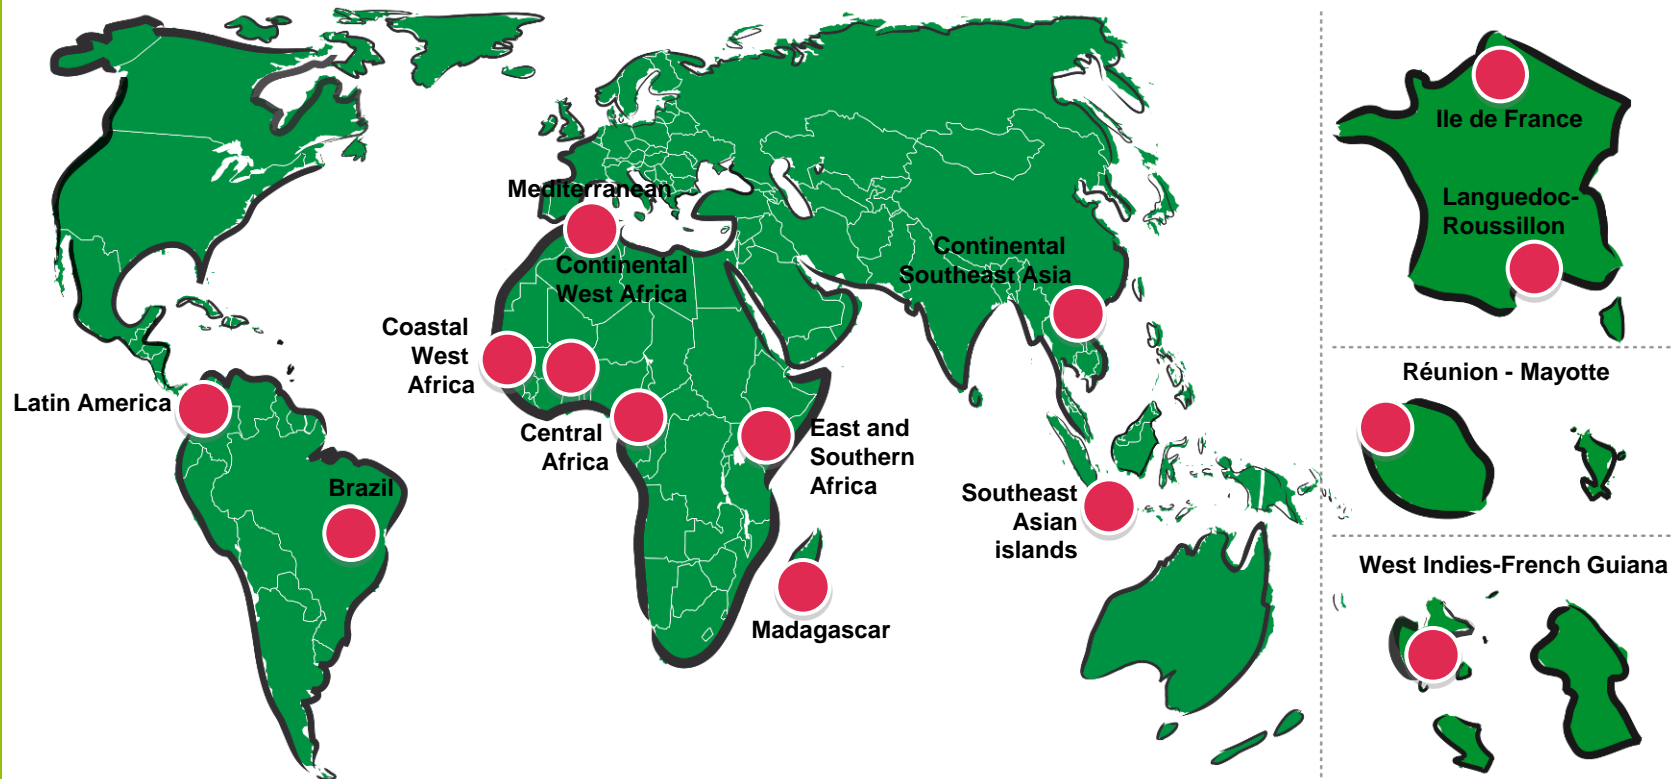 Mediterranean
Continental
West Africa
Continental
Southeast Asia
Coastal
West
Africa
Latin America
Central
Africa
East and
Southern
Africa
Brazil
Southeast
Asian
islands
Madagascar
Ile de France
Languedoc-
Roussillon
Réunion - Mayotte
West Indies-French Guiana